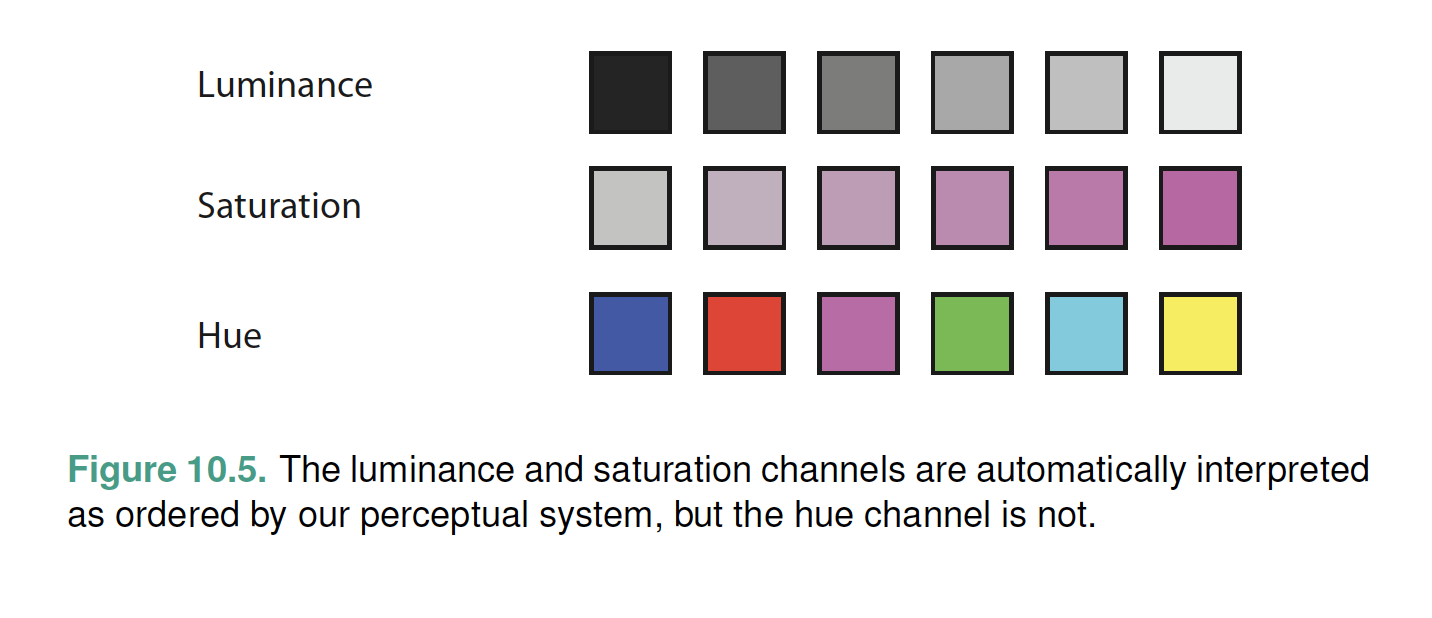 Luminance
Saturation
Hue
Figure 10.5. The luminance and saturation channels are automatically interpreted
as ordered by our perceptual system, but the hue channel is not.